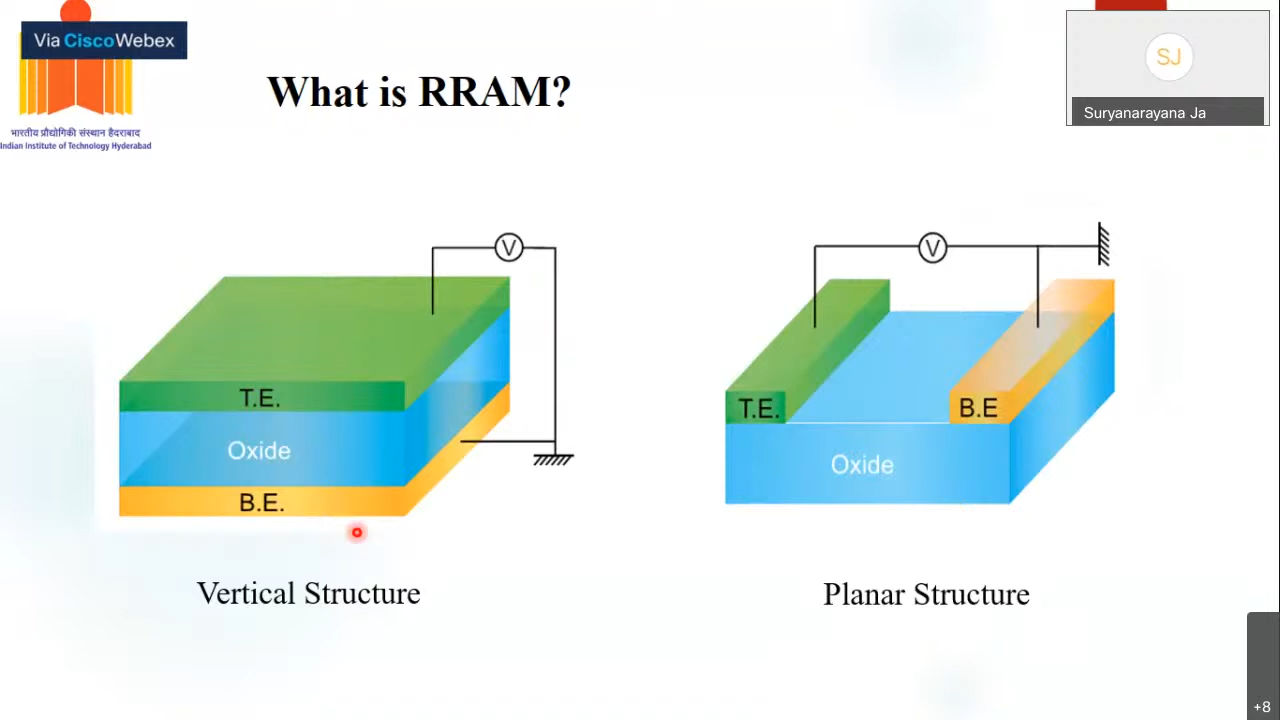 Via CiscoWebex
भारतीय प्रौद्योगिकी संस्थान हैदराबाद
Indian Institute of Technology Hyderabad
What is RRAM?
SJ
Suryanarayana Ja
V
T.E.
Oxide
B.E.
Vertical Structure
V
T.E.
B.E
Oxide
Planar Structure
+8